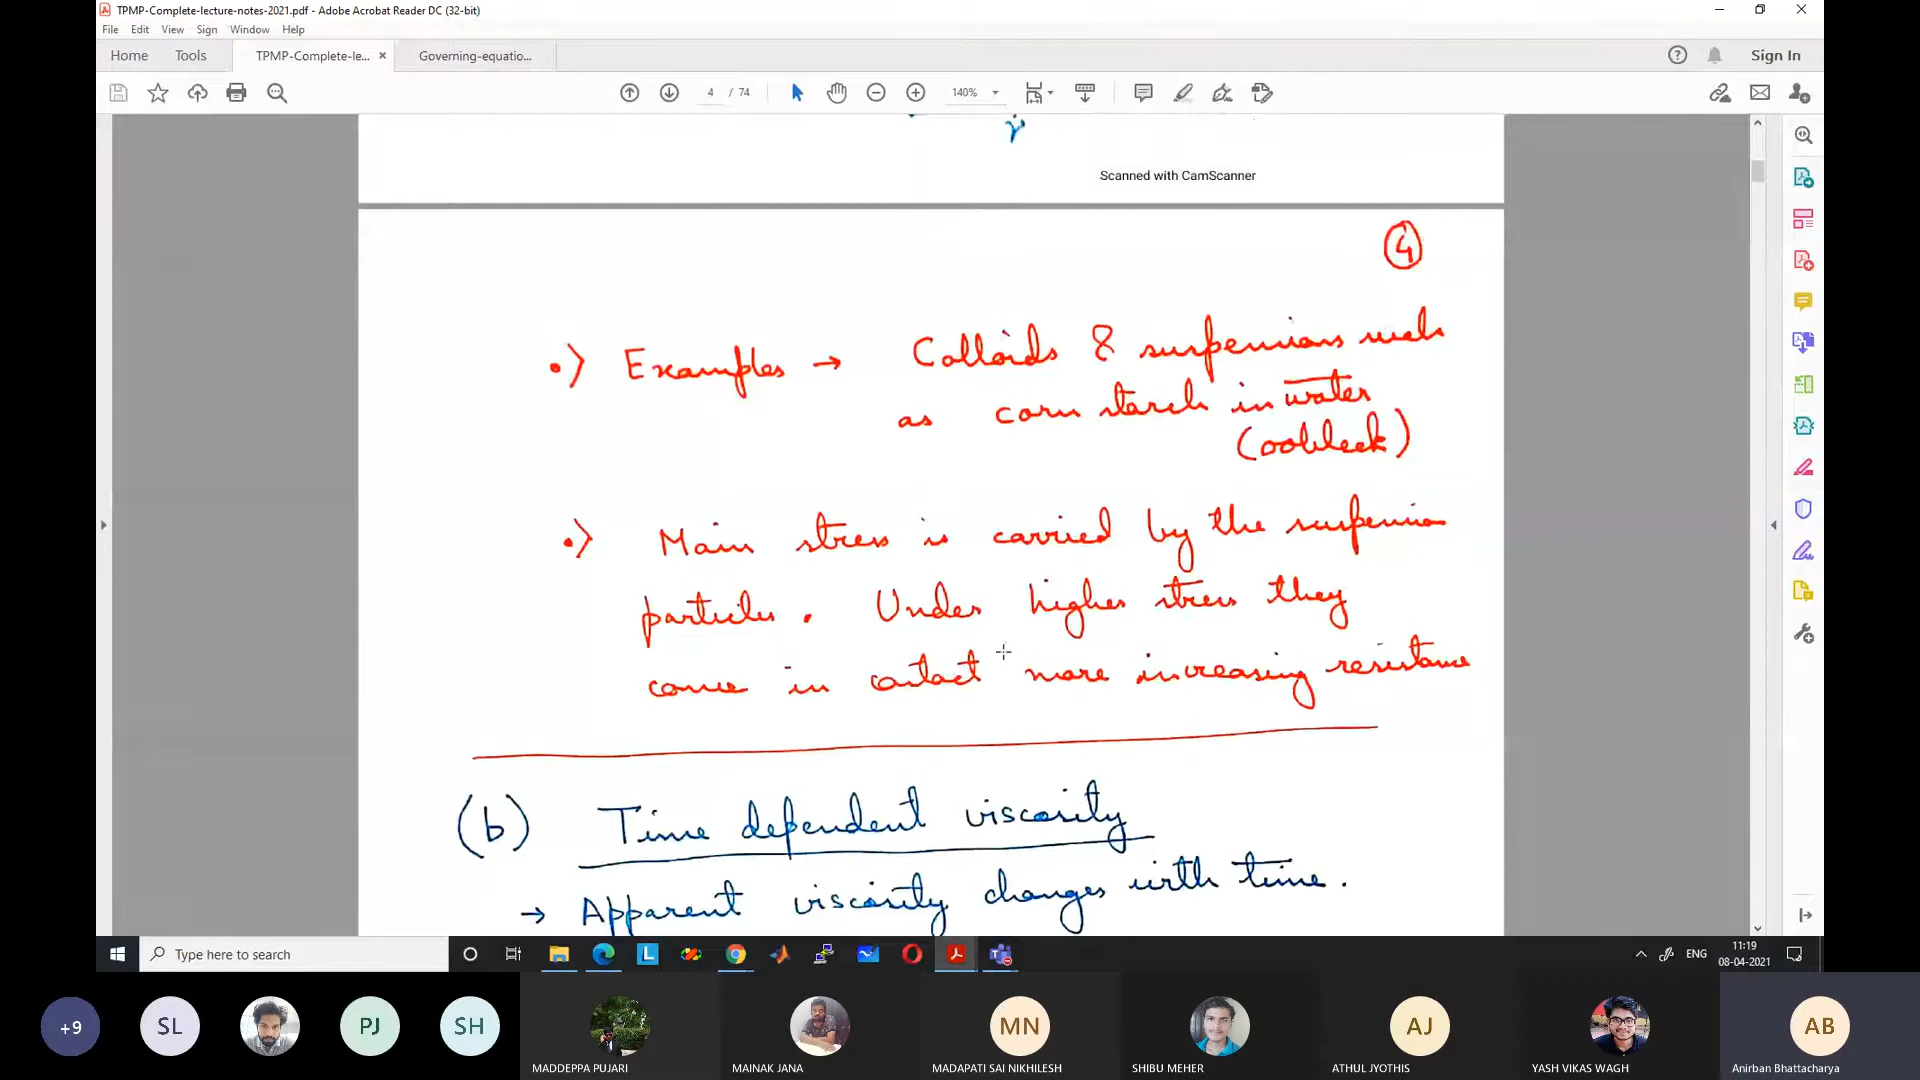 TPMP-Complete-lecture-notes-2021.pdf - Adobe Acrobat Reader DC (32-bit)
File Edit View Sign Window Help
Home Tools TPMP-Complete-le... × Governing-equatio... Sign In
4 / 74 140%
γ̇
Scanned with CamScanner
4
•) Examples → Colloids & suspensions such
as corn starch in water
(oobleck)
•) Main stress is carried by the suspension
particles. Under higher stress they
come in contact more increasing resistance
(b) Time dependent viscosity
→ Apparent viscosity changes with time.
Type here to search
L
ENG
11:19
08-04-2021
+9 SL PJ SH MN AJ AB
MADDEPPA PUJARI MAINAK JANA MADAPATI SAI NIKHILESH SHIBU MEHER ATHUL JYOTHIS YASH VIKAS WAGH Anirban Bhattacharya